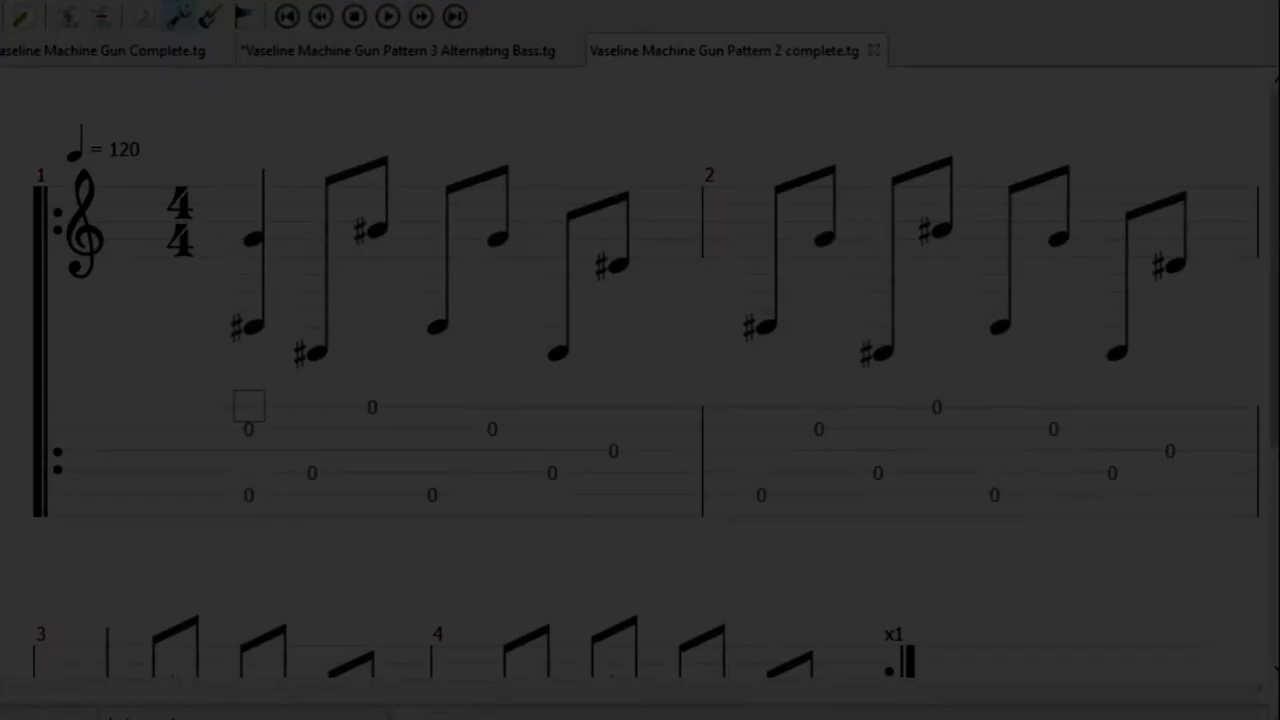 aseline Machine Gun Complete.tg
*Vaseline Machine Gun Pattern 3 Alternating Bass.tg
Vaseline Machine Gun Pattern 2 complete.tg
= 120
1
2
4
4
0 0
0 0 0 0
0 0
0 0 0 0
0 0 0 0
3
4
x1